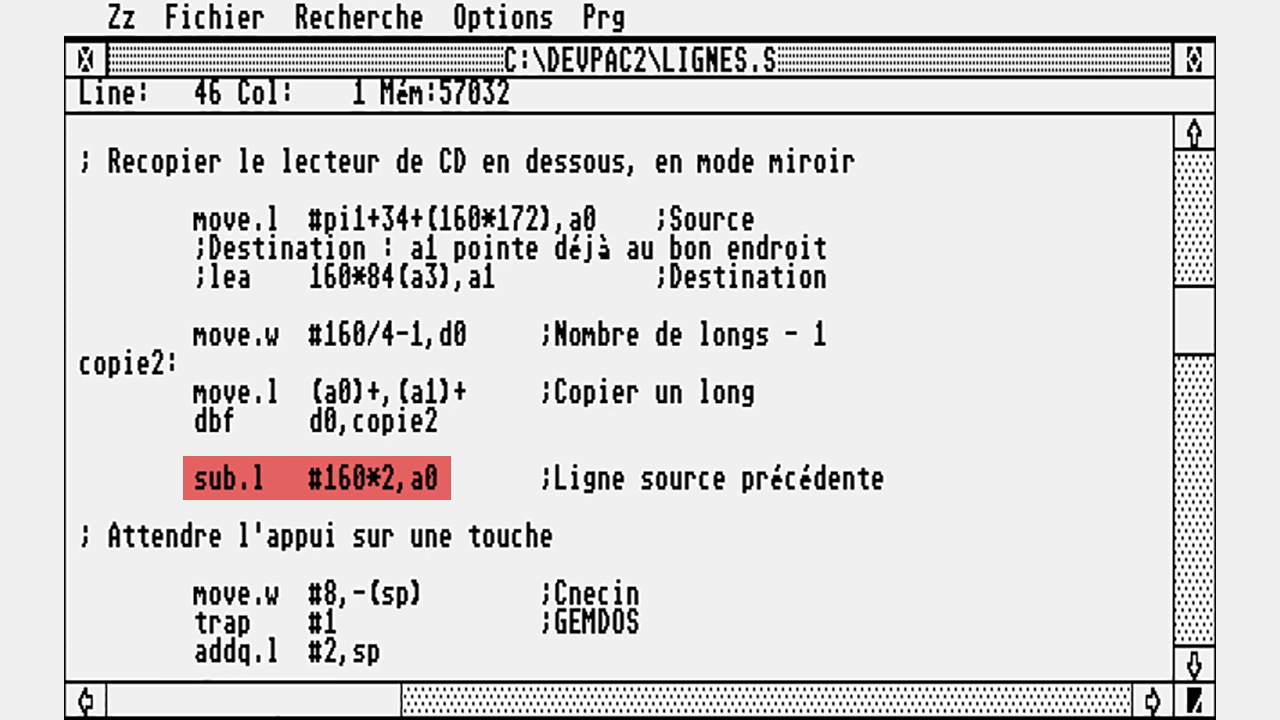 Zz Fichier Recherche Options Prg
C:\DEVPAC2\LIGNES.S
Line: 46 Col: 1 Mém:57032
; Recopier le lecteur de CD en dessous, en mode miroir
move.l #pi1+34+(160*172),a0 ;Source
;Destination : a1 pointe déjà au bon endroit
;lea 160*84(a3),a1 ;Destination
move.w #160/4-1,d0 ;Nombre de longs - 1
copie2:
move.l (a0)+,(a1)+ ;Copier un long
dbf d0,copie2
sub.l #160*2,a0 ;Ligne source précédente
; Attendre l'appui sur une touche
move.w #8,-(sp) ;Cnecin
trap #1 ;GEMDOS
addq.l #2,sp